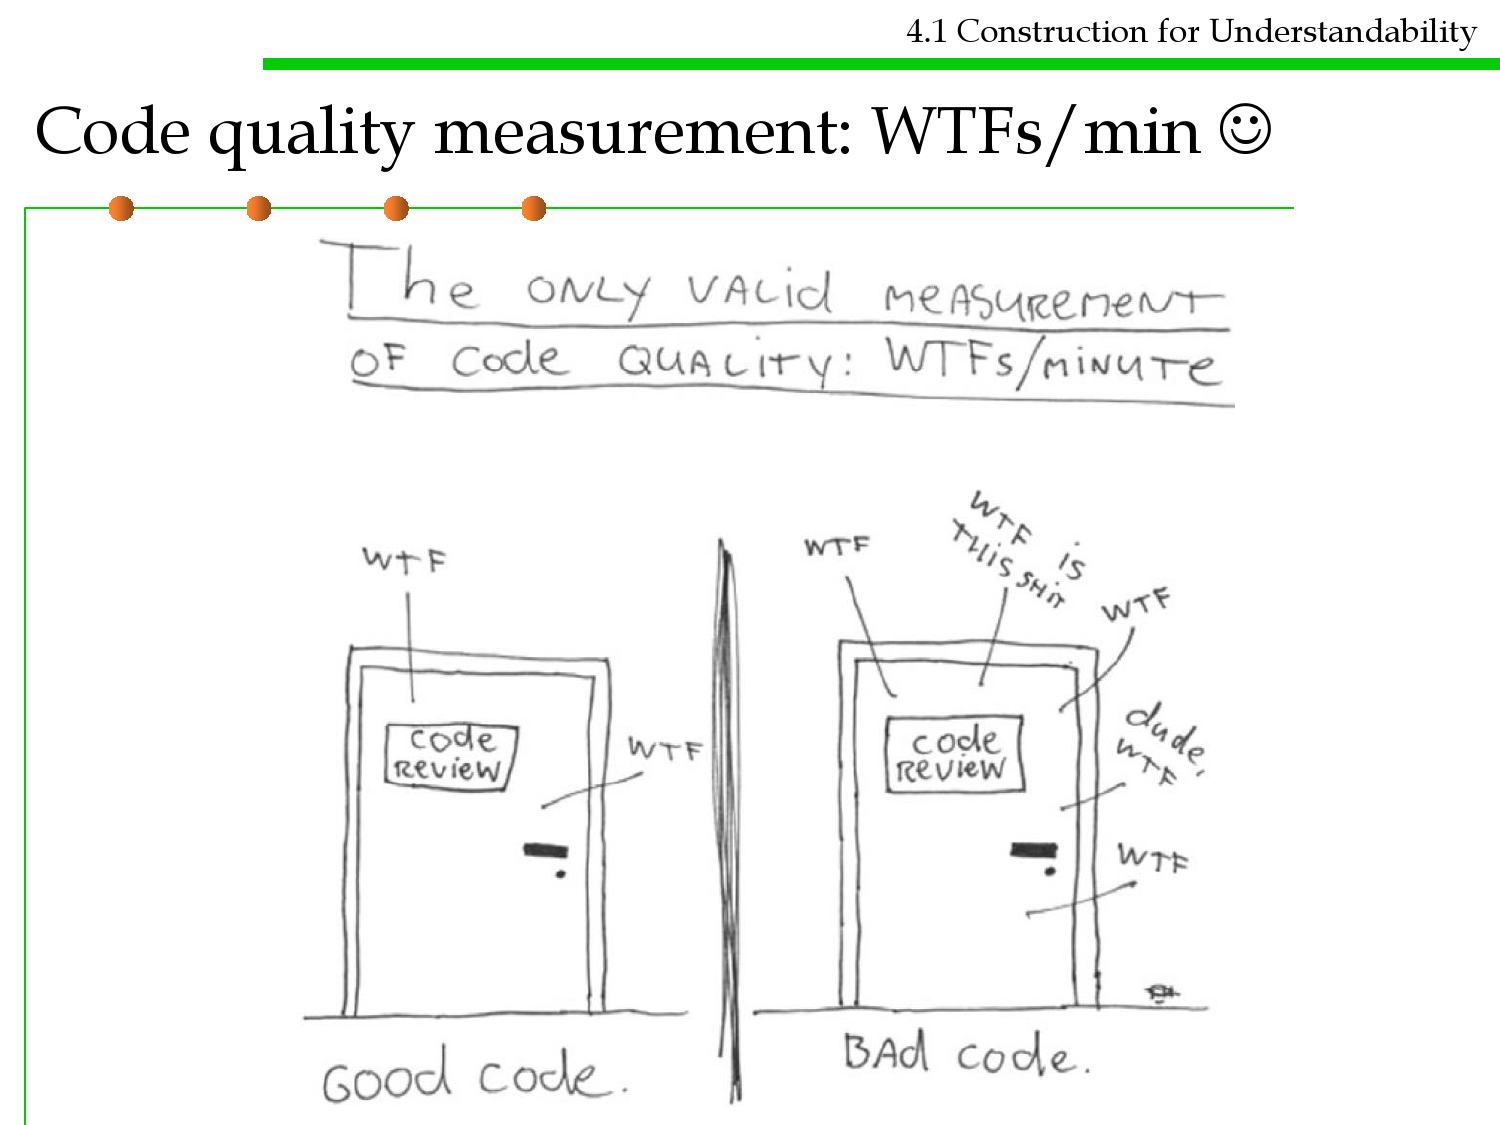 4.1 Construction for Understandability
Code quality measurement: WTFs/min ☺
The ONLY VALid MEASUREMENT
OF Code QUALITY: WTFs/MINUTE
WTF
Code
REVIEW
WTF
GOOD Code.
WTF
WTF iS
THiS SHiT
WTF
dude,
WTF
Code
REVIEW
WTF
BAd Code.